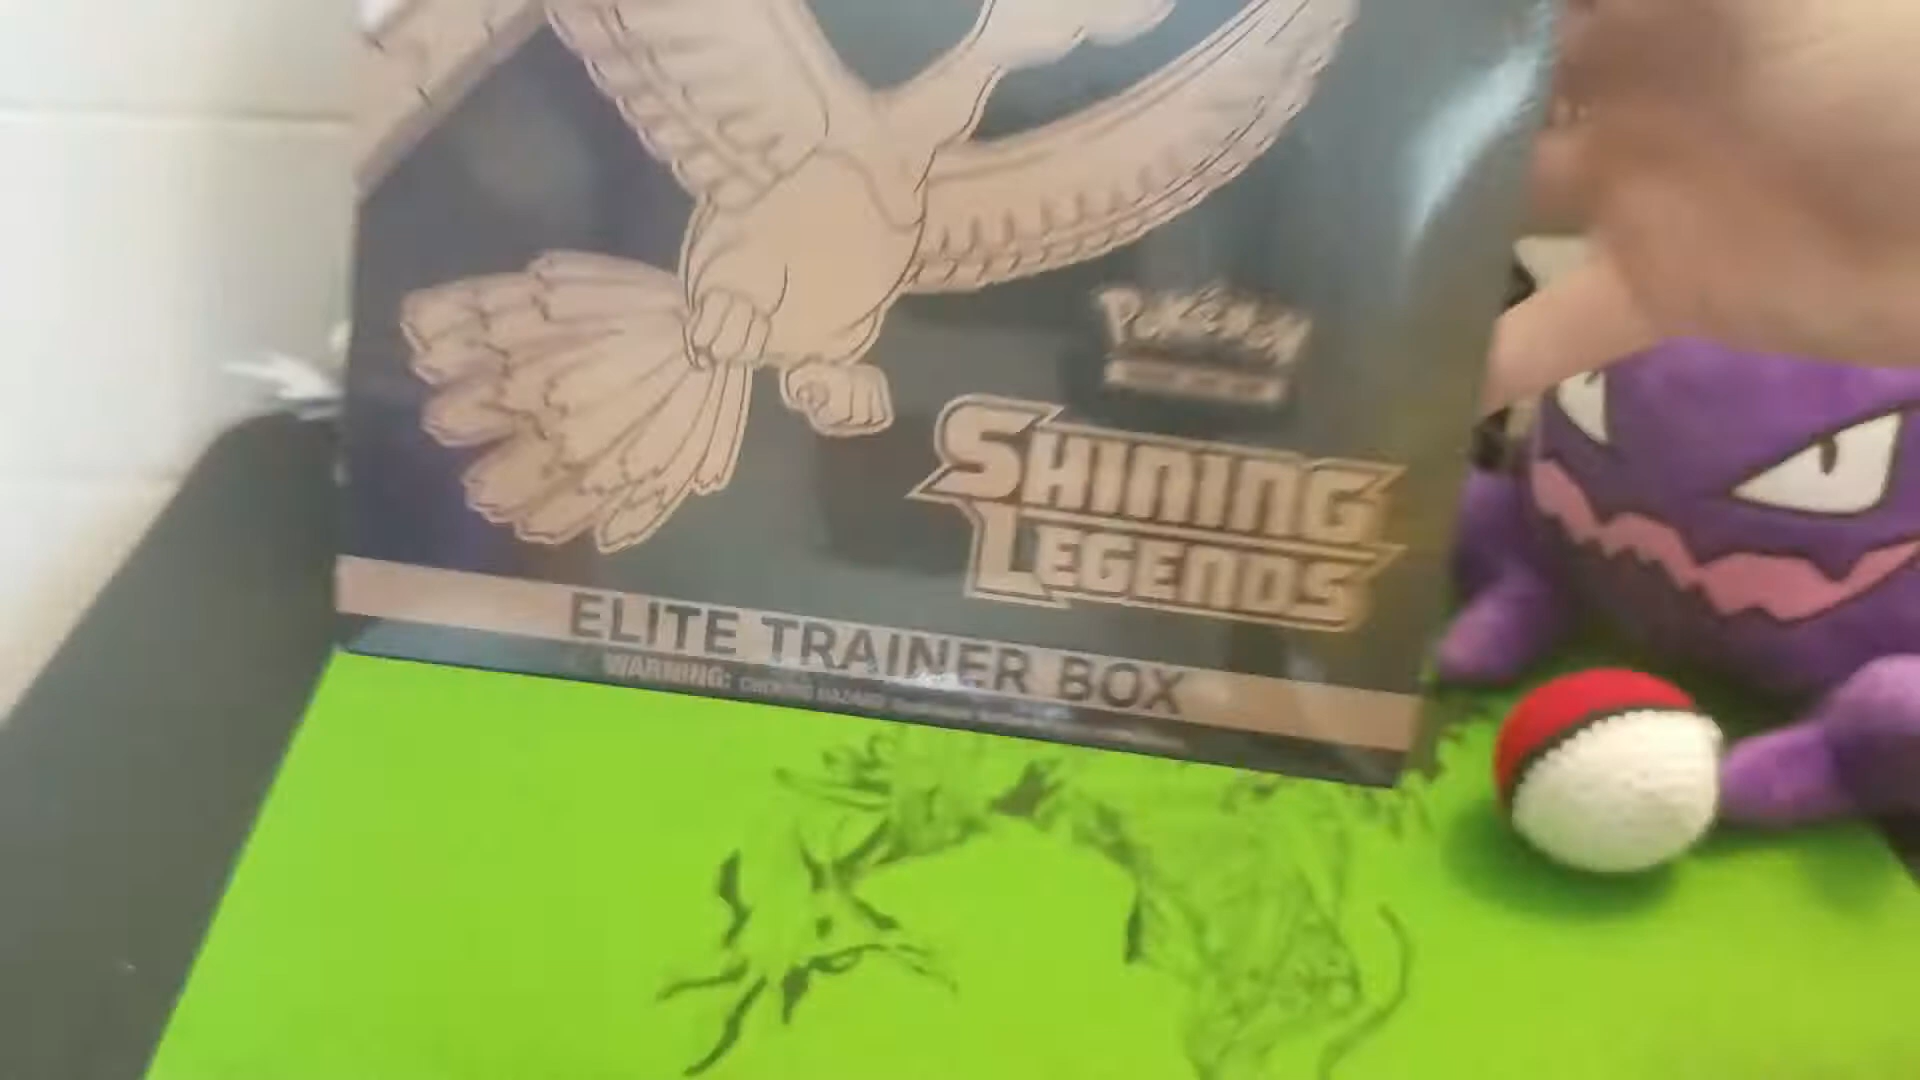 Pokémon
SHINING
LEGENDS
ELITE TRAINER BOX
WARNING: CHOKING HAZARD